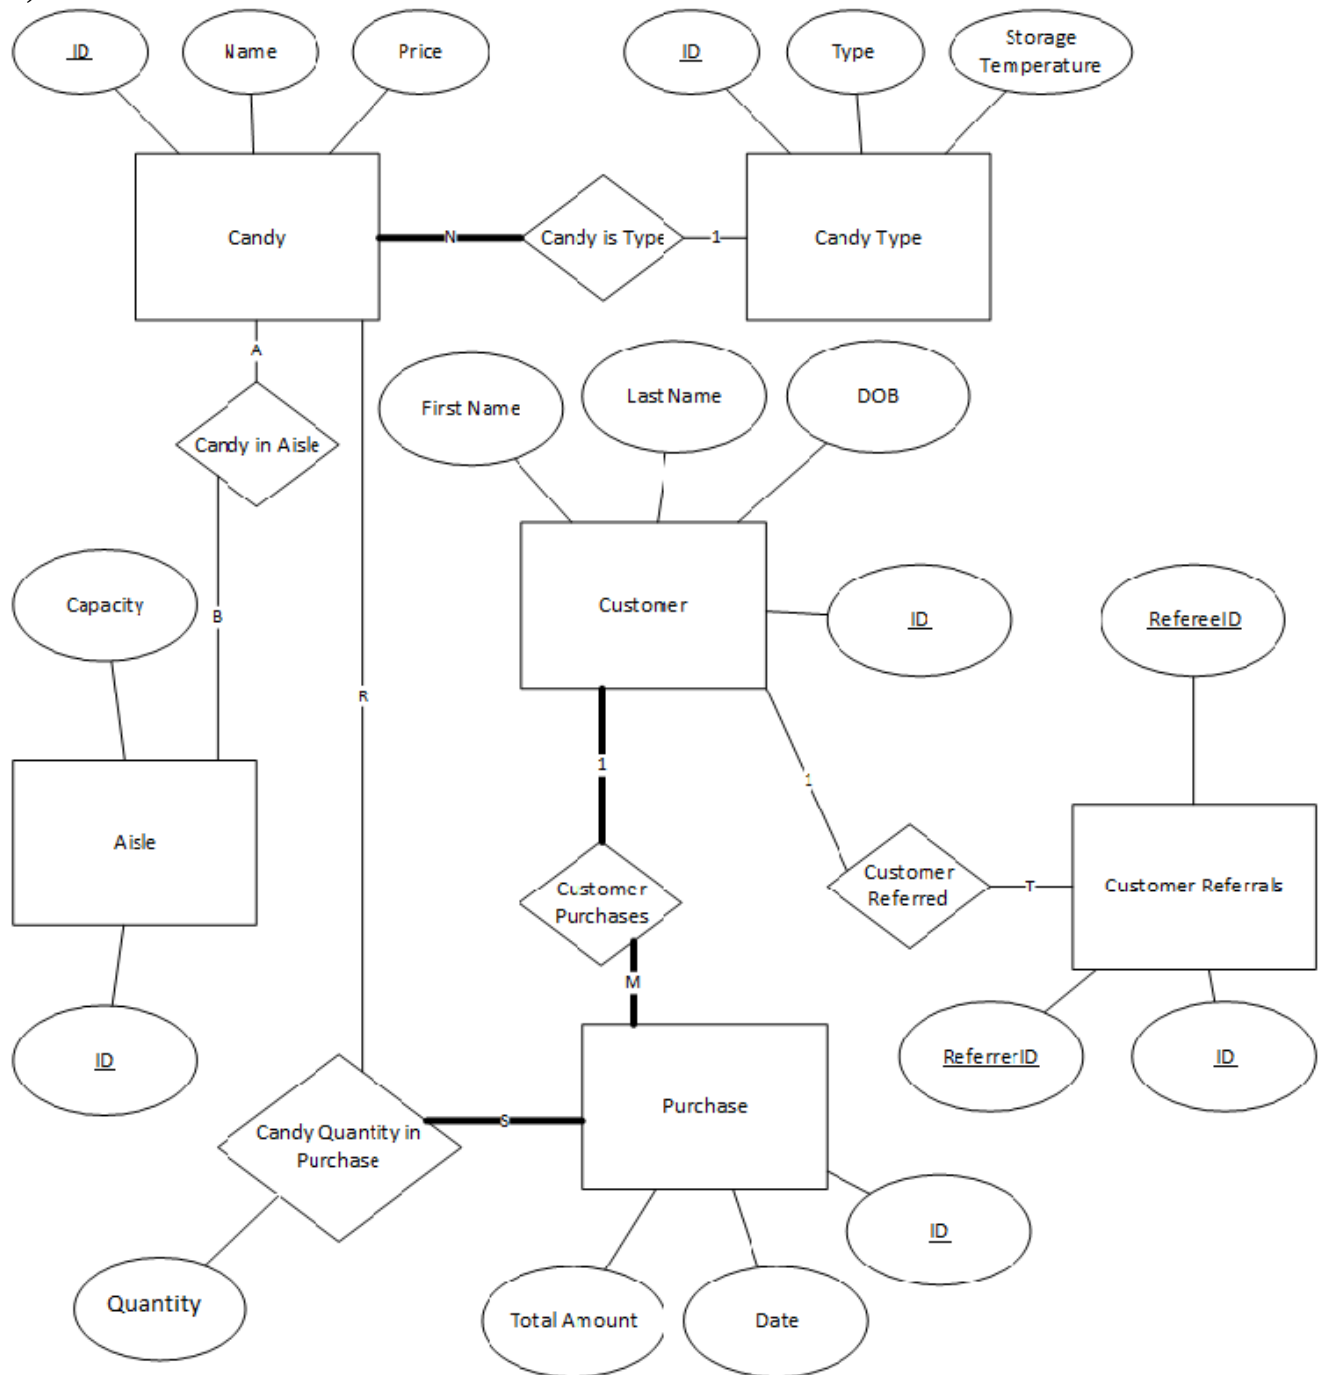 )
ID
Name
Price
ID
Type
Storage
Temperature
Candy
N
Candy is Type
1
Candy Type
A
First Name
Last Name
DOB
Candy in Aisle
Capacity
B
Customer
ID
RefereeID
R
1
1
Aisle
Customer
Purchases
Customer
Referred
T
Customer Referrals
M
ID
ReferrerID
ID
Candy Quantity in
Purchase
S
Purchase
ID
Quantity
Total Amount
Date